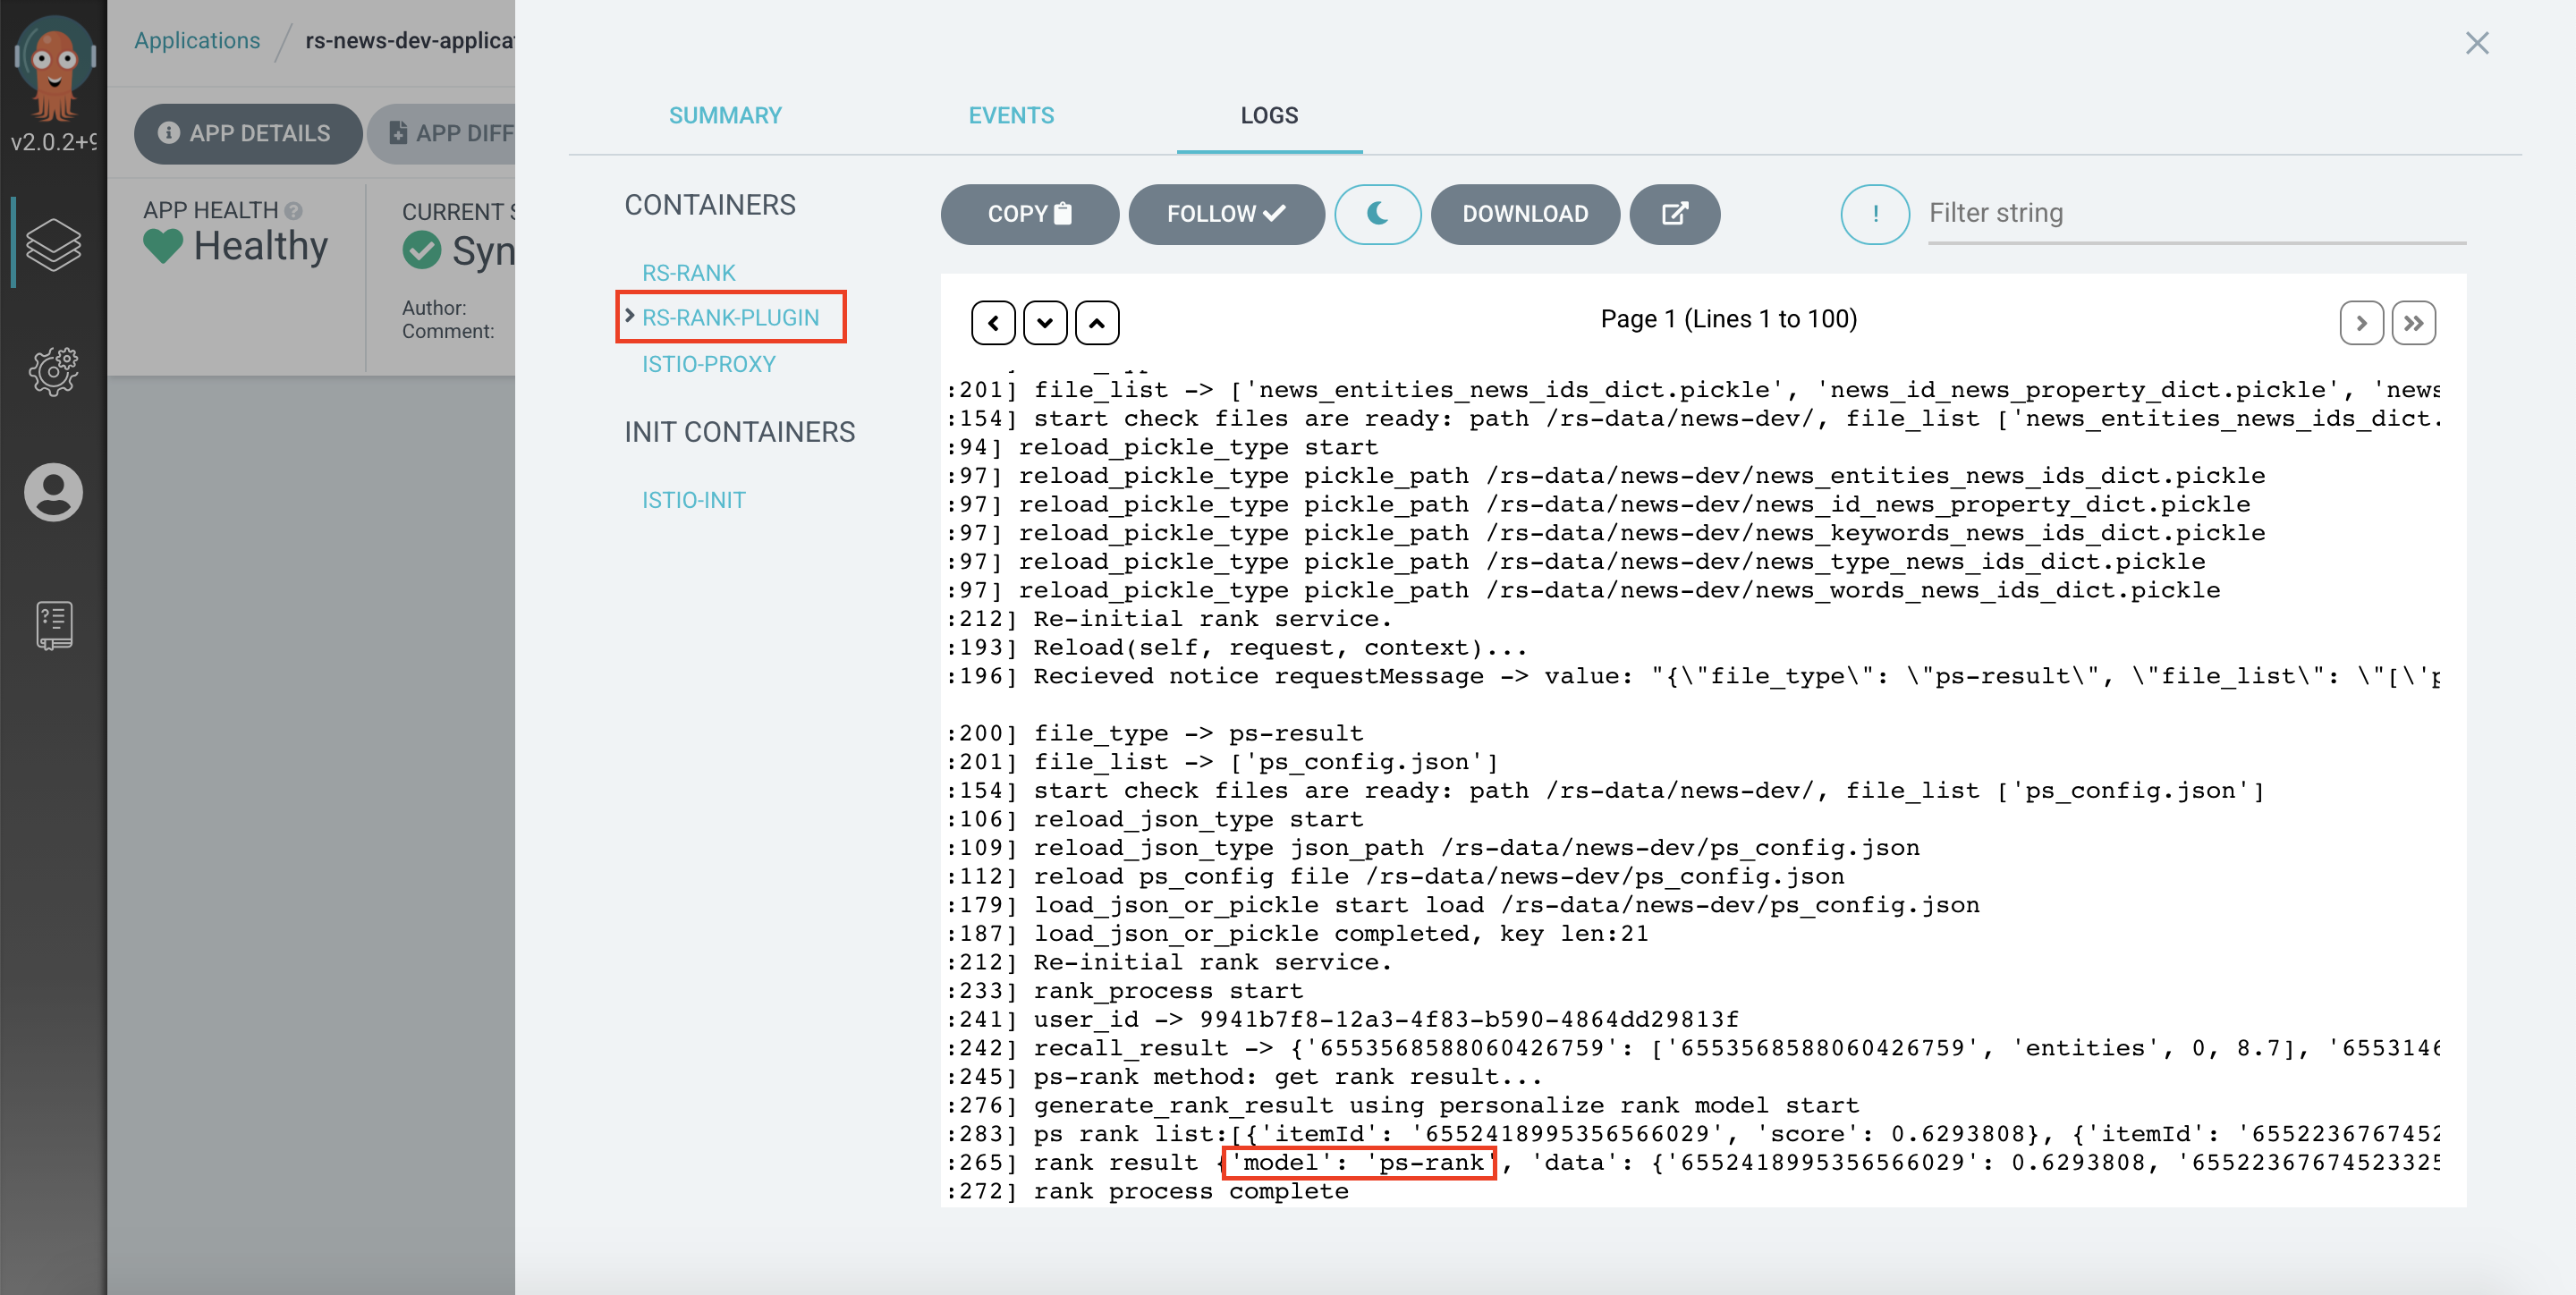 Applications / rs-news-dev-applica
v2.0.2+9
APP DETAILS
APP DIFF
APP HEALTH
Healthy
CURRENT S
Syn
Author:
Comment:
SUMMARY
EVENTS
LOGS
CONTAINERS
RS-RANK
RS-RANK-PLUGIN
ISTIO-PROXY
INIT CONTAINERS
ISTIO-INIT
COPY
FOLLOW
DOWNLOAD
!
Filter string
Page 1 (Lines 1 to 100)
:201] file_list -> ['news_entities_news_ids_dict.pickle', 'news_id_news_property_dict.pickle', 'news
:154] start check files are ready: path /rs-data/news-dev/, file_list ['news_entities_news_ids_dict.
:94] reload_pickle_type start
:97] reload_pickle_type pickle_path /rs-data/news-dev/news_entities_news_ids_dict.pickle
:97] reload_pickle_type pickle_path /rs-data/news-dev/news_id_news_property_dict.pickle
:97] reload_pickle_type pickle_path /rs-data/news-dev/news_keywords_news_ids_dict.pickle
:97] reload_pickle_type pickle_path /rs-data/news-dev/news_type_news_ids_dict.pickle
:97] reload_pickle_type pickle_path /rs-data/news-dev/news_words_news_ids_dict.pickle
:212] Re-initial rank service.
:193] Reload(self, request, context)...
:196] Recieved notice requestMessage -> value: "{\"file_type\": \"ps-result\", \"file_list\": \"[\'p
:200] file_type -> ps-result
:201] file_list -> ['ps_config.json']
:154] start check files are ready: path /rs-data/news-dev/, file_list ['ps_config.json']
:106] reload_json_type start
:109] reload_json_type json_path /rs-data/news-dev/ps_config.json
:112] reload ps_config file /rs-data/news-dev/ps_config.json
:179] load_json_or_pickle start load /rs-data/news-dev/ps_config.json
:187] load_json_or_pickle completed, key len:21
:212] Re-initial rank service.
:233] rank_process start
:241] user_id -> 9941b7f8-12a3-4f83-b590-4864dd29813f
:242] recall_result -> {'6553568588060426759': ['6553568588060426759', 'entities', 0, 8.7], '6553146
:245] ps-rank method: get rank result...
:276] generate_rank_result using personalize rank model start
:283] ps rank list:[{'itemId': '6552418995356566029', 'score': 0.6293808}, {'itemId': '6552236767452
:265] rank result {'model': 'ps-rank', 'data': {'6552418995356566029': 0.6293808, '65522367674523325
:272] rank process complete